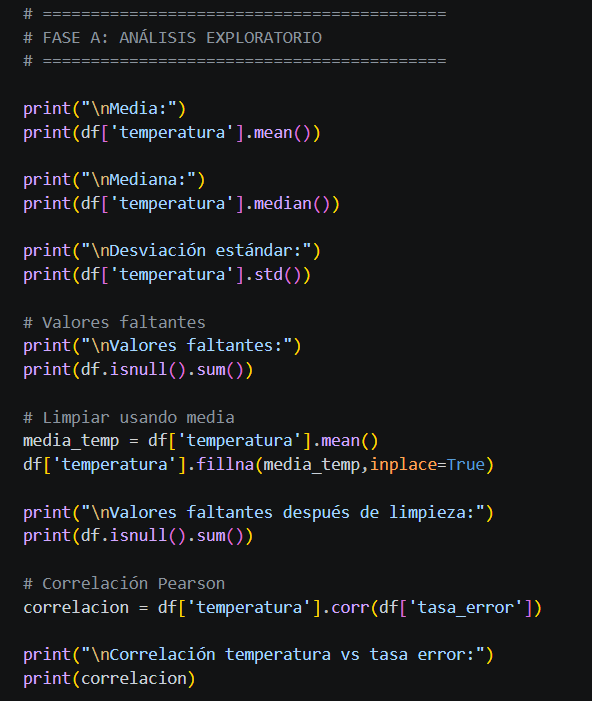 # ==========================================
# FASE A: ANÁLISIS EXPLORATORIO
# ==========================================
print("\nMedia:")
print(df['temperatura'].mean())
print("\nMediana:")
print(df['temperatura'].median())
print("\nDesviación estándar:")
print(df['temperatura'].std())
# Valores faltantes
print("\nValores faltantes:")
print(df.isnull().sum())
# Limpiar usando media
media_temp = df['temperatura'].mean()
df['temperatura'].fillna(media_temp,inplace=True)
print("\nValores faltantes después de limpieza:")
print(df.isnull().sum())
# Correlación Pearson
correlacion = df['temperatura'].corr(df['tasa_error'])
print("\nCorrelación temperatura vs tasa error:")
print(correlacion)